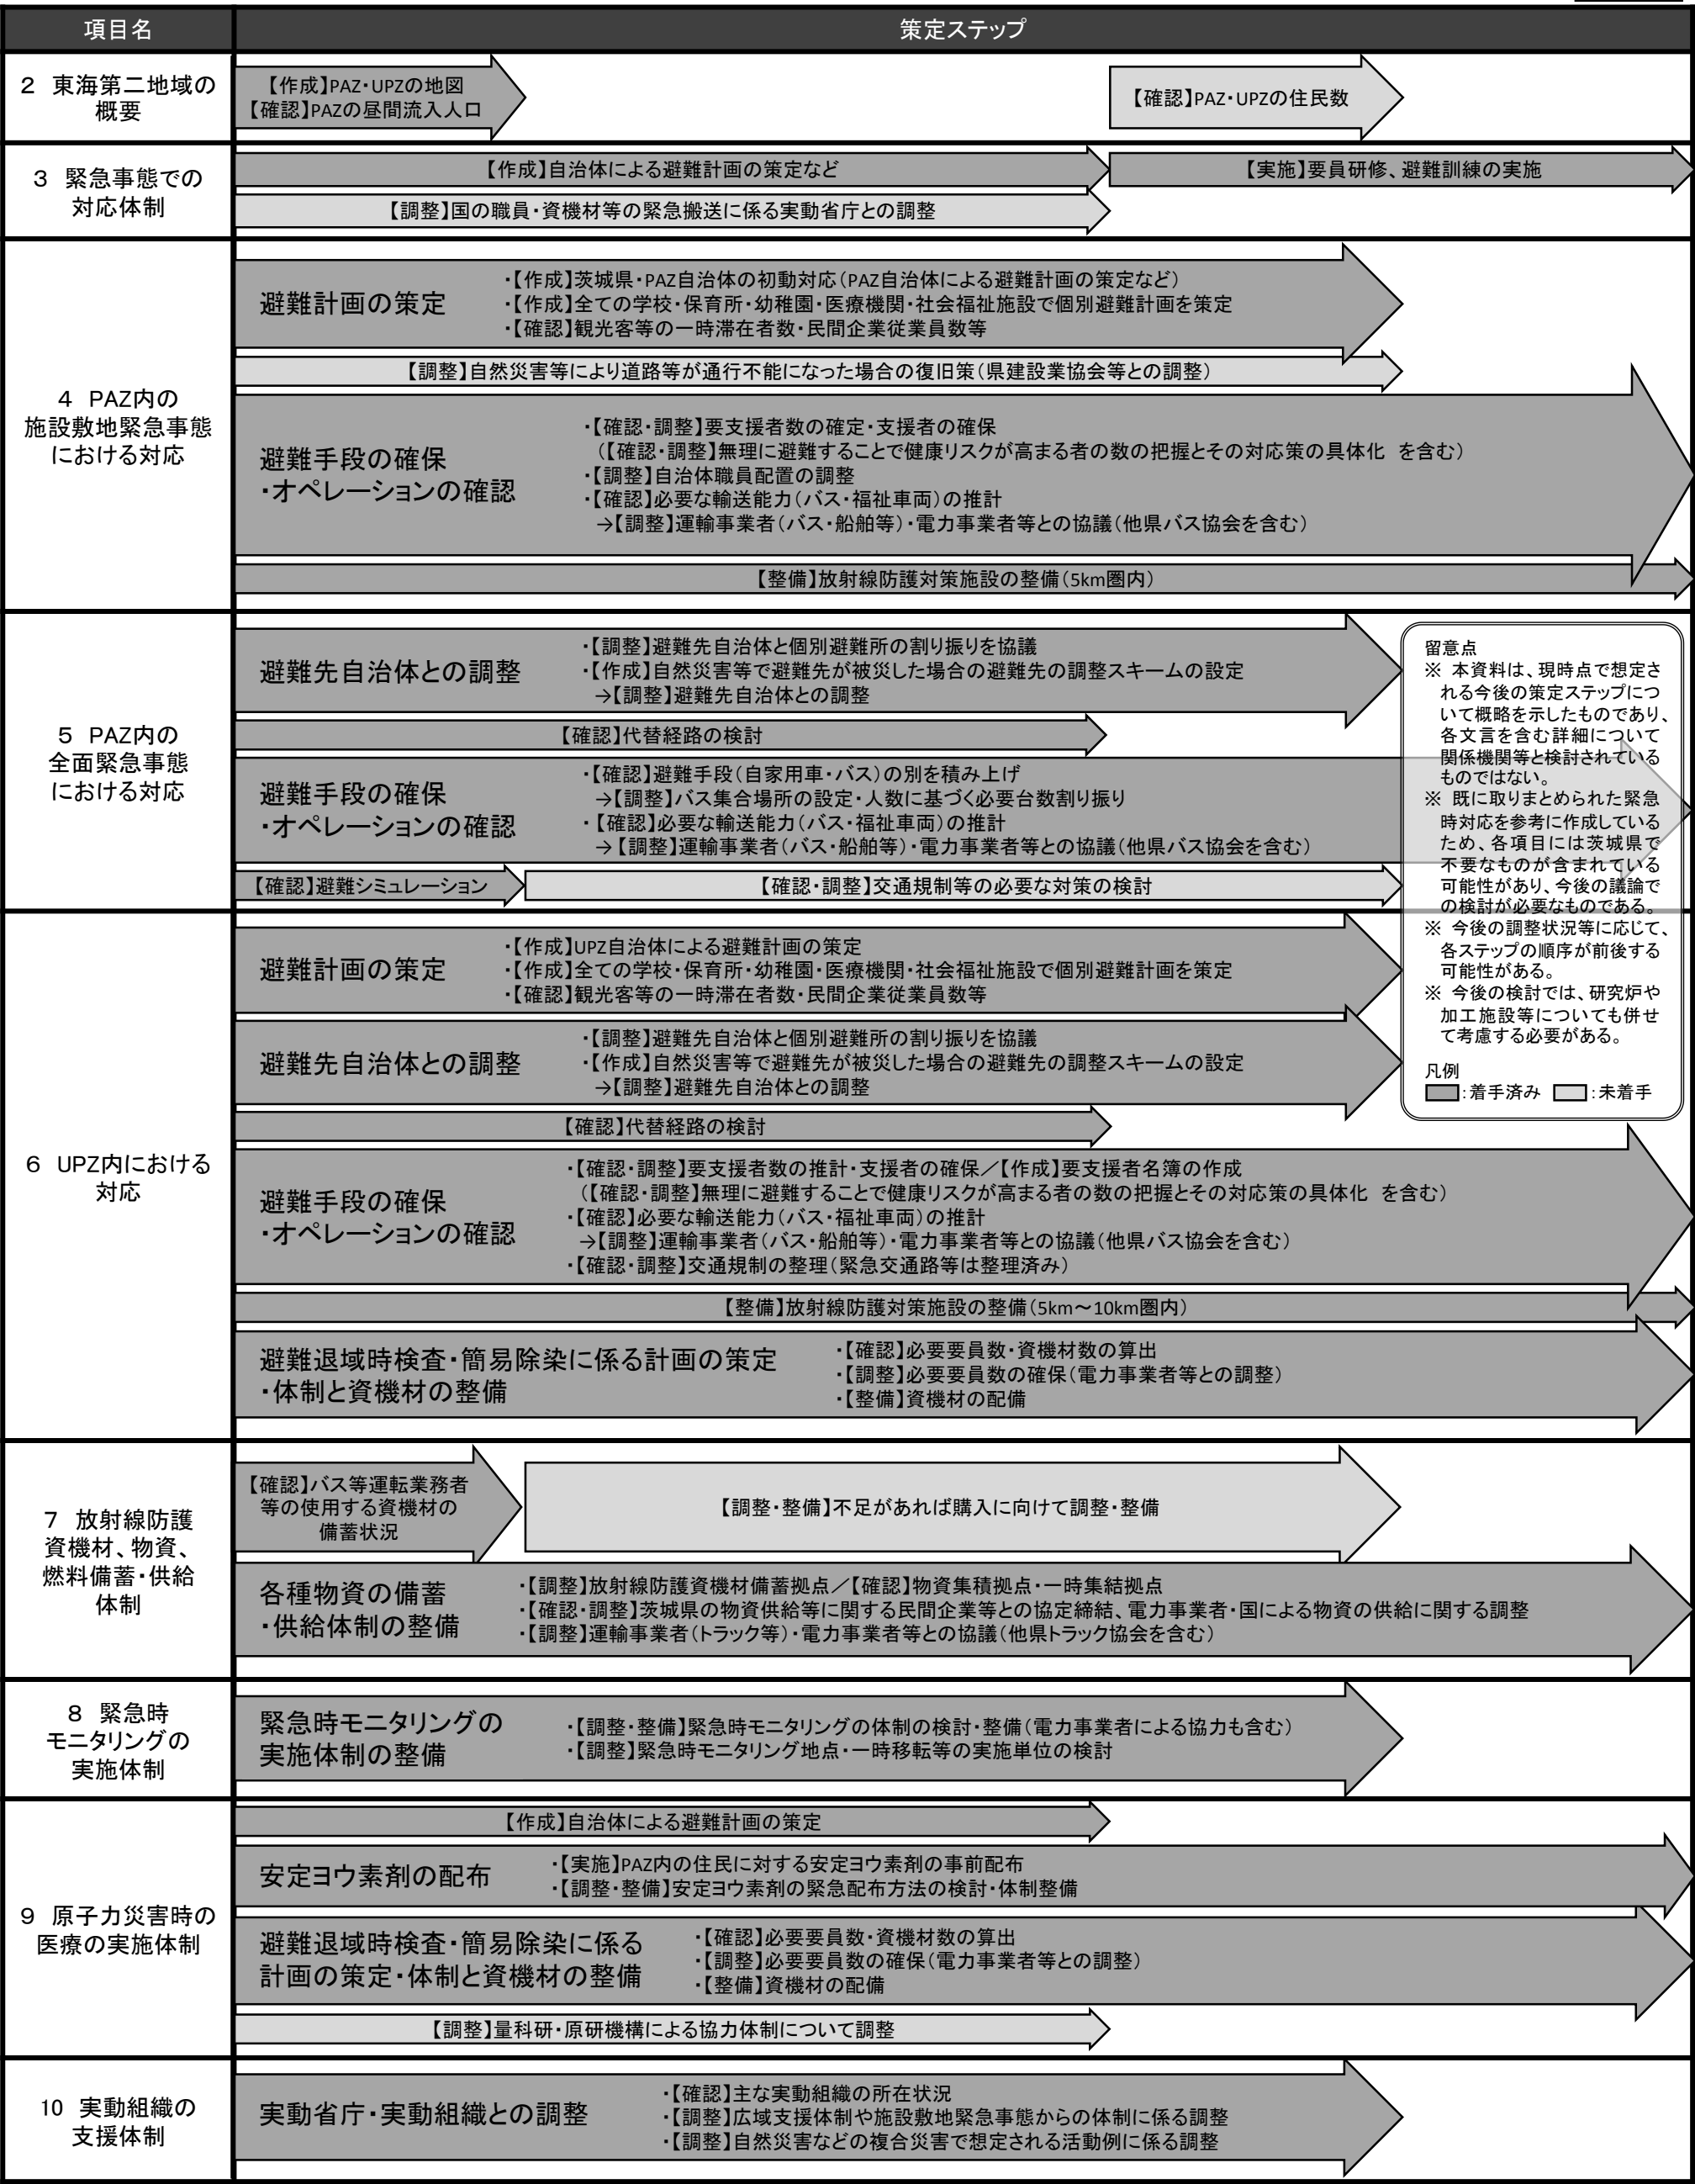 項目名
策定ステップ
2 東海第二地域の
概要
【作成】PAZ・UPZの地図
【確認】PAZの昼間流入人口
【確認】PAZ・UPZの住民数
3 緊急事態での
対応体制
【作成】自治体による避難計画の策定など
【実施】要員研修、避難訓練の実施
【調整】国の職員・資機材等の緊急搬送に係る実動省庁との調整
4 PAZ内の
施設敷地緊急事態
における対応
避難計画の策定
・【作成】茨城県・PAZ自治体の初動対応(PAZ自治体による避難計画の策定など)
・【作成】全ての学校・保育所・幼稚園・医療機関・社会福祉施設で個別避難計画を策定
・【確認】観光客等の一時滞在者数・民間企業従業員数等
【調整】自然災害等により道路等が通行不能になった場合の復旧策(県建設業協会等との調整)
避難手段の確保
・オペレーションの確認
・【確認・調整】要支援者数の確定・支援者の確保
(【確認・調整】無理に避難することで健康リスクが高まる者の数の把握とその対応策の具体化 を含む)
・【調整】自治体職員配置の調整
・【確認】必要な輸送能力(バス・福祉車両)の推計
→【調整】運輸事業者(バス・船舶等)・電力事業者等との協議(他県バス協会を含む)
【整備】放射線防護対策施設の整備(5km圏内)
5 PAZ内の
全面緊急事態
における対応
避難先自治体との調整
・【調整】避難先自治体と個別避難所の割り振りを協議
・【作成】自然災害等で避難先が被災した場合の避難先の調整スキームの設定
→【調整】避難先自治体との調整
【確認】代替経路の検討
避難手段の確保
・オペレーションの確認
・【確認】避難手段(自家用車・バス)の別を積み上げ
→【調整】バス集合場所の設定・人数に基づく必要台数割り振り
・【確認】必要な輸送能力(バス・福祉車両)の推計
→【調整】運輸事業者(バス・船舶等)・電力事業者等との協議(他県バス協会を含む)
【確認】避難シミュレーション
【確認・調整】交通規制等の必要な対策の検討
留意点
※ 本資料は、現時点で想定さ
れる今後の策定ステップにつ
いて概略を示したものであり、
各文言を含む詳細について
関係機関等と検討されている
ものではない。
※ 既に取りまとめられた緊急
時対応を参考に作成している
ため、各項目には茨城県で
不要なものが含まれている
可能性があり、今後の議論で
の検討が必要なものである。
※ 今後の調整状況等に応じて、
各ステップの順序が前後する
可能性がある。
※ 今後の検討では、研究炉や
加工施設等についても併せ
て考慮する必要がある。
凡例
:着手済み :未着手
6 UPZ内における
対応
避難計画の策定
・【作成】UPZ自治体による避難計画の策定
・【作成】全ての学校・保育所・幼稚園・医療機関・社会福祉施設で個別避難計画を策定
・【確認】観光客等の一時滞在者数・民間企業従業員数等
避難先自治体との調整
・【調整】避難先自治体と個別避難所の割り振りを協議
・【作成】自然災害等で避難先が被災した場合の避難先の調整スキームの設定
→【調整】避難先自治体との調整
【確認】代替経路の検討
避難手段の確保
・オペレーションの確認
・【確認・調整】要支援者数の推計・支援者の確保／【作成】要支援者名簿の作成
(【確認・調整】無理に避難することで健康リスクが高まる者の数の把握とその対応策の具体化 を含む)
・【確認】必要な輸送能力(バス・福祉車両)の推計
→【調整】運輸事業者(バス・船舶等)・電力事業者等との協議(他県バス協会を含む)
・【確認・調整】交通規制の整理(緊急交通路等は整理済み)
【整備】放射線防護対策施設の整備(5km～10km圏内)
避難退域時検査・簡易除染に係る計画の策定
・体制と資機材の整備
・【確認】必要要員数・資機材数の算出
・【調整】必要要員数の確保(電力事業者等との調整)
・【整備】資機材の配備
7 放射線防護
資機材、物資、
燃料備蓄・供給
体制
【確認】バス等運転業務者
等の使用する資機材の
備蓄状況
【調整・整備】不足があれば購入に向けて調整・整備
各種物資の備蓄
・供給体制の整備
・【調整】放射線防護資機材備蓄拠点／【確認】物資集積拠点・一時集結拠点
・【確認・調整】茨城県の物資供給等に関する民間企業等との協定締結、電力事業者・国による物資の供給に関する調整
・【調整】運輸事業者(トラック等)・電力事業者等との協議(他県トラック協会を含む)
8 緊急時
モニタリングの
実施体制
緊急時モニタリングの
実施体制の整備
・【調整・整備】緊急時モニタリングの体制の検討・整備(電力事業者による協力も含む)
・【調整】緊急時モニタリング地点・一時移転等の実施単位の検討
9 原子力災害時の
医療の実施体制
【作成】自治体による避難計画の策定
安定ヨウ素剤の配布
・【実施】PAZ内の住民に対する安定ヨウ素剤の事前配布
・【調整・整備】安定ヨウ素剤の緊急配布方法の検討・体制整備
避難退域時検査・簡易除染に係る
計画の策定・体制と資機材の整備
・【確認】必要要員数・資機材数の算出
・【調整】必要要員数の確保(電力事業者等との調整)
・【整備】資機材の配備
【調整】量科研・原研機構による協力体制について調整
10 実動組織の
支援体制
実動省庁・実動組織との調整
・【確認】主な実動組織の所在状況
・【調整】広域支援体制や施設敷地緊急事態からの体制に係る調整
・【調整】自然災害などの複合災害で想定される活動例に係る調整